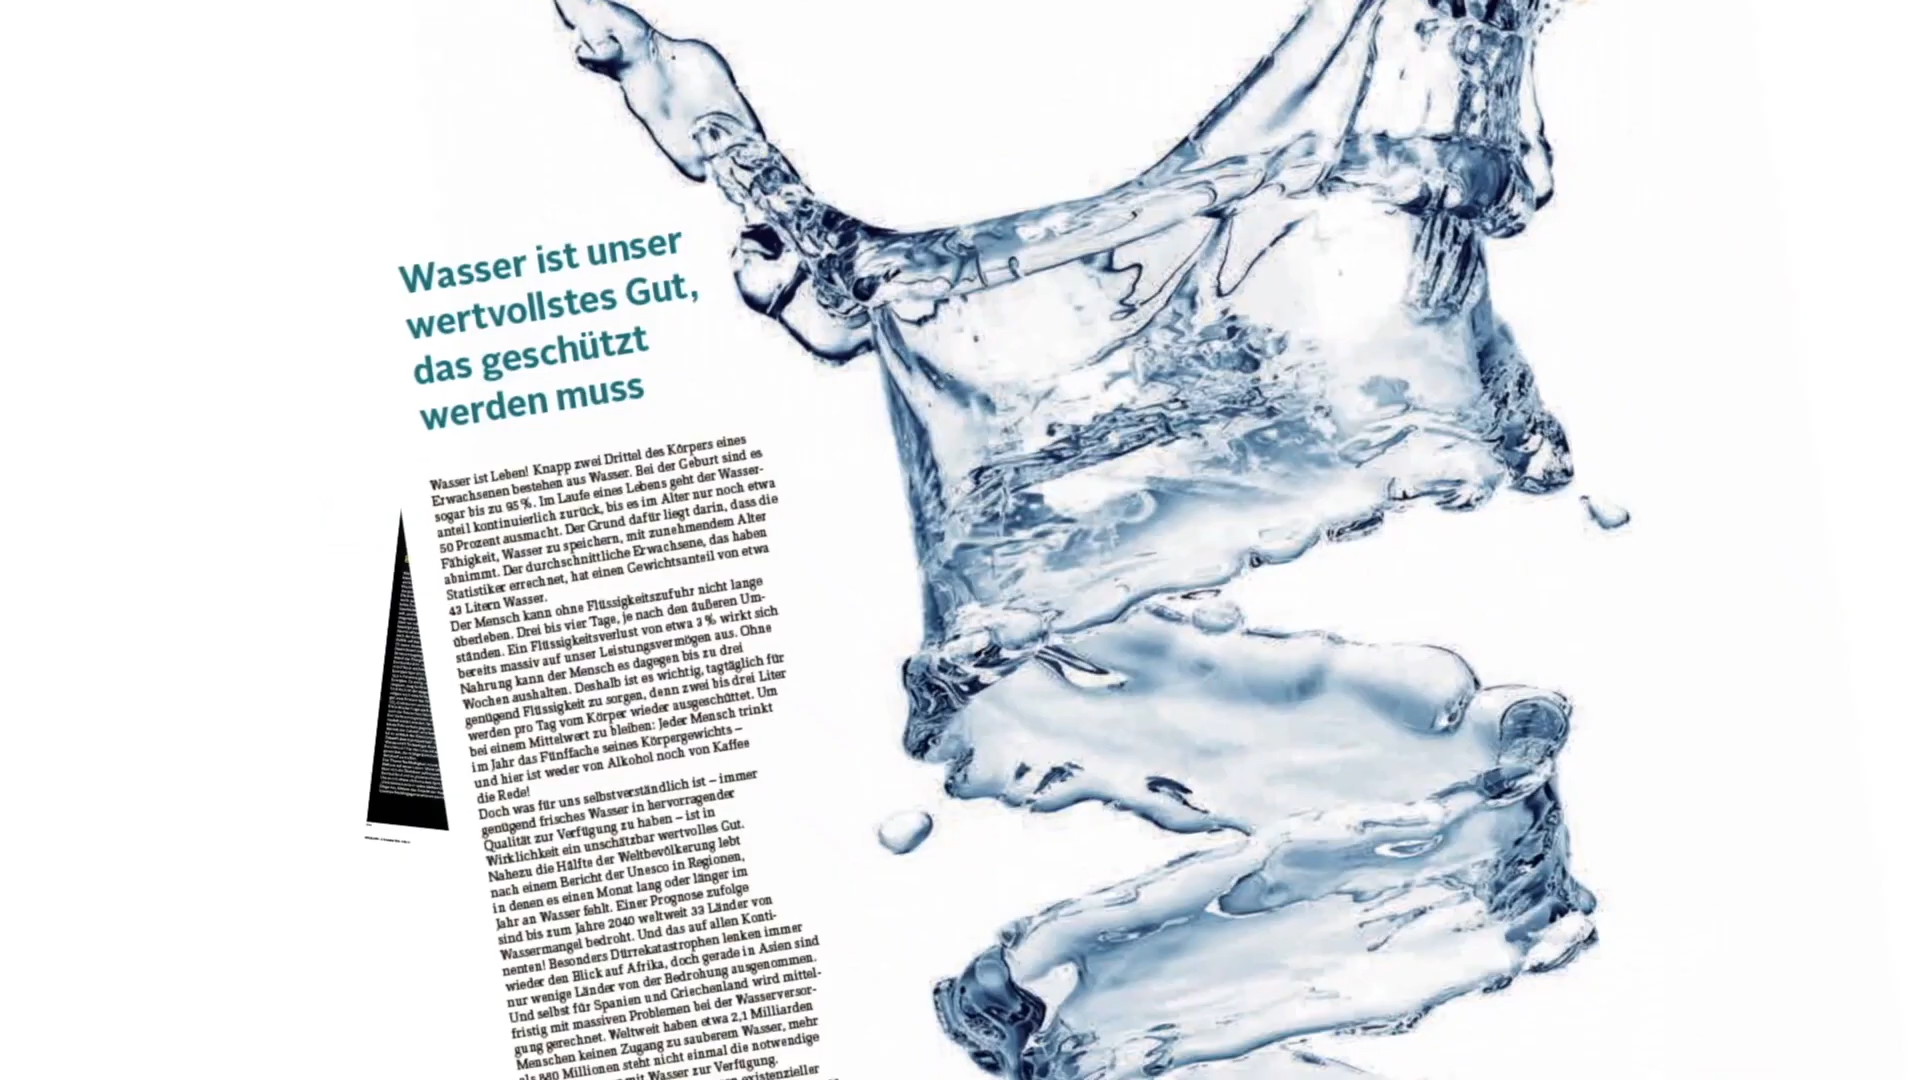 Wasser ist unser
wertvollstes Gut,
das geschützt
werden muss
Wasser ist Leben! Knapp zwei Drittel des Körpers eines
Erwachsenen bestehen aus Wasser. Bei der Geburt sind es
sogar bis zu 95 %. Im Laufe eines Lebens geht der Wasser-
anteil kontinuierlich zurück, bis es im Alter nur noch etwa
50 Prozent ausmacht. Der Grund dafür liegt darin, dass die
Fähigkeit, Wasser zu speichern, mit zunehmendem Alter
abnimmt. Der durchschnittliche Erwachsene, das haben
Statistiker errechnet, hat einen Gewichtsanteil von etwa
43 Litern Wasser.
Der Mensch kann ohne Flüssigkeitszufuhr nicht lange
überleben. Drei bis vier Tage, je nach den äußeren Um-
ständen. Ein Flüssigkeitsverlust von etwa 3 % wirkt sich
bereits massiv auf unser Leistungsvermögen aus. Ohne
Nahrung kann der Mensch es dagegen bis zu drei
Wochen aushalten. Deshalb ist es wichtig, tagtäglich für
genügend Flüssigkeit zu sorgen, denn zwei bis drei Liter
werden pro Tag vom Körper wieder ausgeschüttet. Um
bei einem Mittelwert zu bleiben: Jeder Mensch trinkt
im Jahr das Fünffache seines Körpergewichts –
und hier ist weder von Alkohol noch von Kaffee
die Rede!
Doch was für uns selbstverständlich ist – immer
genügend frisches Wasser in hervorragender
Qualität zur Verfügung zu haben – ist in
Wirklichkeit ein unschätzbar wertvolles Gut.
Nahezu die Hälfte der Weltbevölkerung lebt
nach einem Bericht der Unesco in Regionen,
in denen es einen Monat lang oder länger im
Jahr an Wasser fehlt. Einer Prognose zufolge
sind bis zum Jahre 2040 weltweit 33 Länder von
Wassermangel bedroht. Und das auf allen Konti-
nenten! Besonders Dürrekatastrophen lenken immer
wieder den Blick auf Afrika, doch gerade in Asien sind
nur wenige Länder von der Bedrohung ausgenommen.
Und selbst für Spanien und Griechenland wird mittel-
fristig mit massiven Problemen bei der Wasserversor-
gung gerechnet. Weltweit haben etwa 2,1 Milliarden
Menschen keinen Zugang zu sauberem Wasser, mehr
als 880 Millionen steht nicht einmal die notwendige
mit Wasser zur Verfügung.
existenzieller